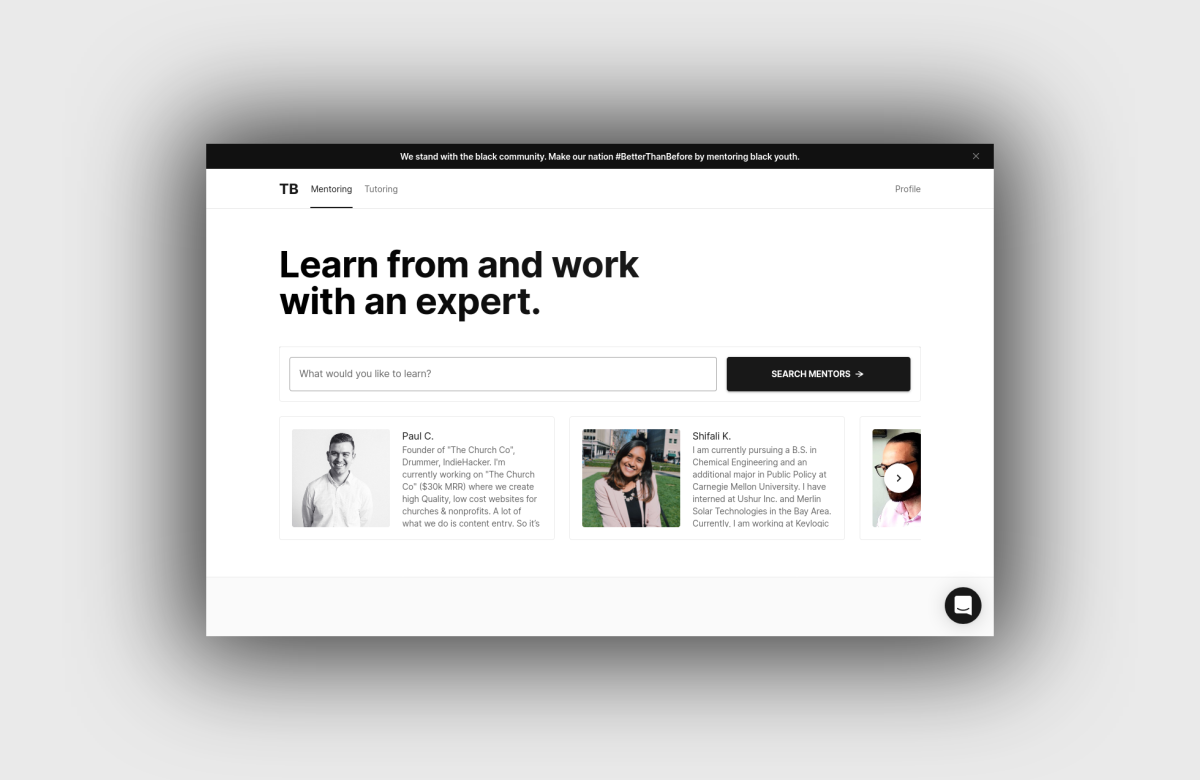 We stand with the black community. Make our nation #BetterThanBefore by mentoring black youth.
TB Mentoring Tutoring Profile
Learn from and work
with an expert.
What would you like to learn?
SEARCH MENTORS →
Paul C.
Founder of "The Church Co",
Drummer, IndieHacker. I'm
currently working on "The Church
Co" ($30k MRR) where we create
high Quality, low cost websites for
churches & nonprofits. A lot of
what we do is content entry. So it's
Shifali K.
I am currently pursuing a B.S. in
Chemical Engineering and an
additional major in Public Policy at
Carnegie Mellon University. I have
interned at Ushur Inc. and Merlin
Solar Technologies in the Bay Area.
Currently, I am working at Keylogic